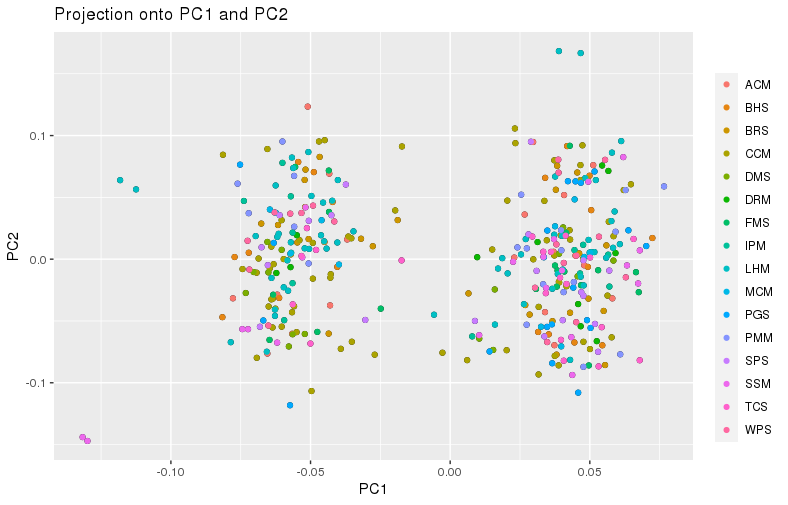 Projection onto PC1 and PC2
PC2
0.1
0.0
-0.1
-0.10
-0.05
0.00
0.05
PC1
ACM
BHS
BRS
CCM
DMS
DRM
FMS
IPM
LHM
MCM
PGS
PMM
SPS
SSM
TCS
WPS